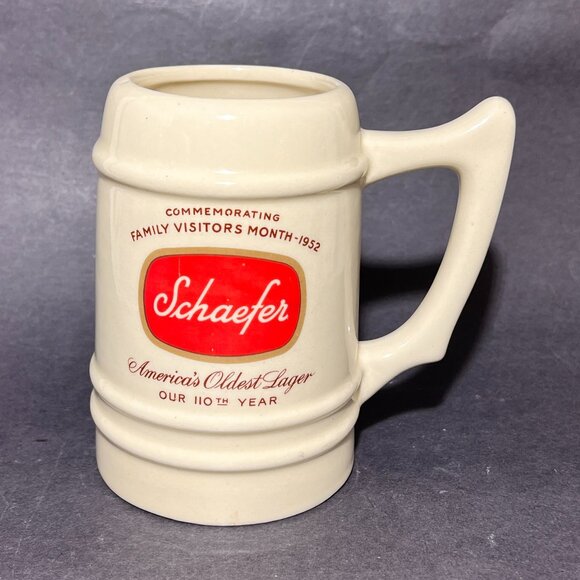 COMMEMORATING
FAMILY VISITORS MONTH-1952
Schaefer
America's Oldest Lager
OUR 110TH YEAR